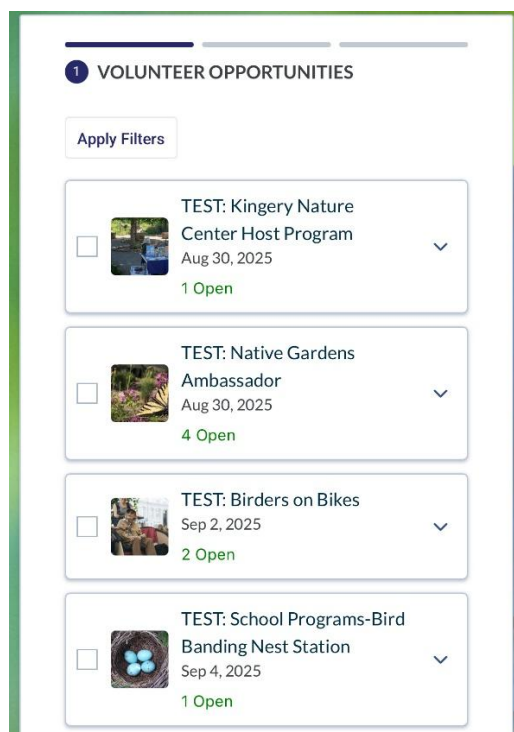 1 VOLUNTEER OPPORTUNITIES
Apply Filters
TEST: Kingery Nature
Center Host Program
Aug 30, 2025
1 Open
TEST: Native Gardens
Ambassador
Aug 30, 2025
4 Open
TEST: Birders on Bikes
Sep 2, 2025
2 Open
TEST: School Programs-Bird
Banding Nest Station
Sep 4, 2025
1 Open